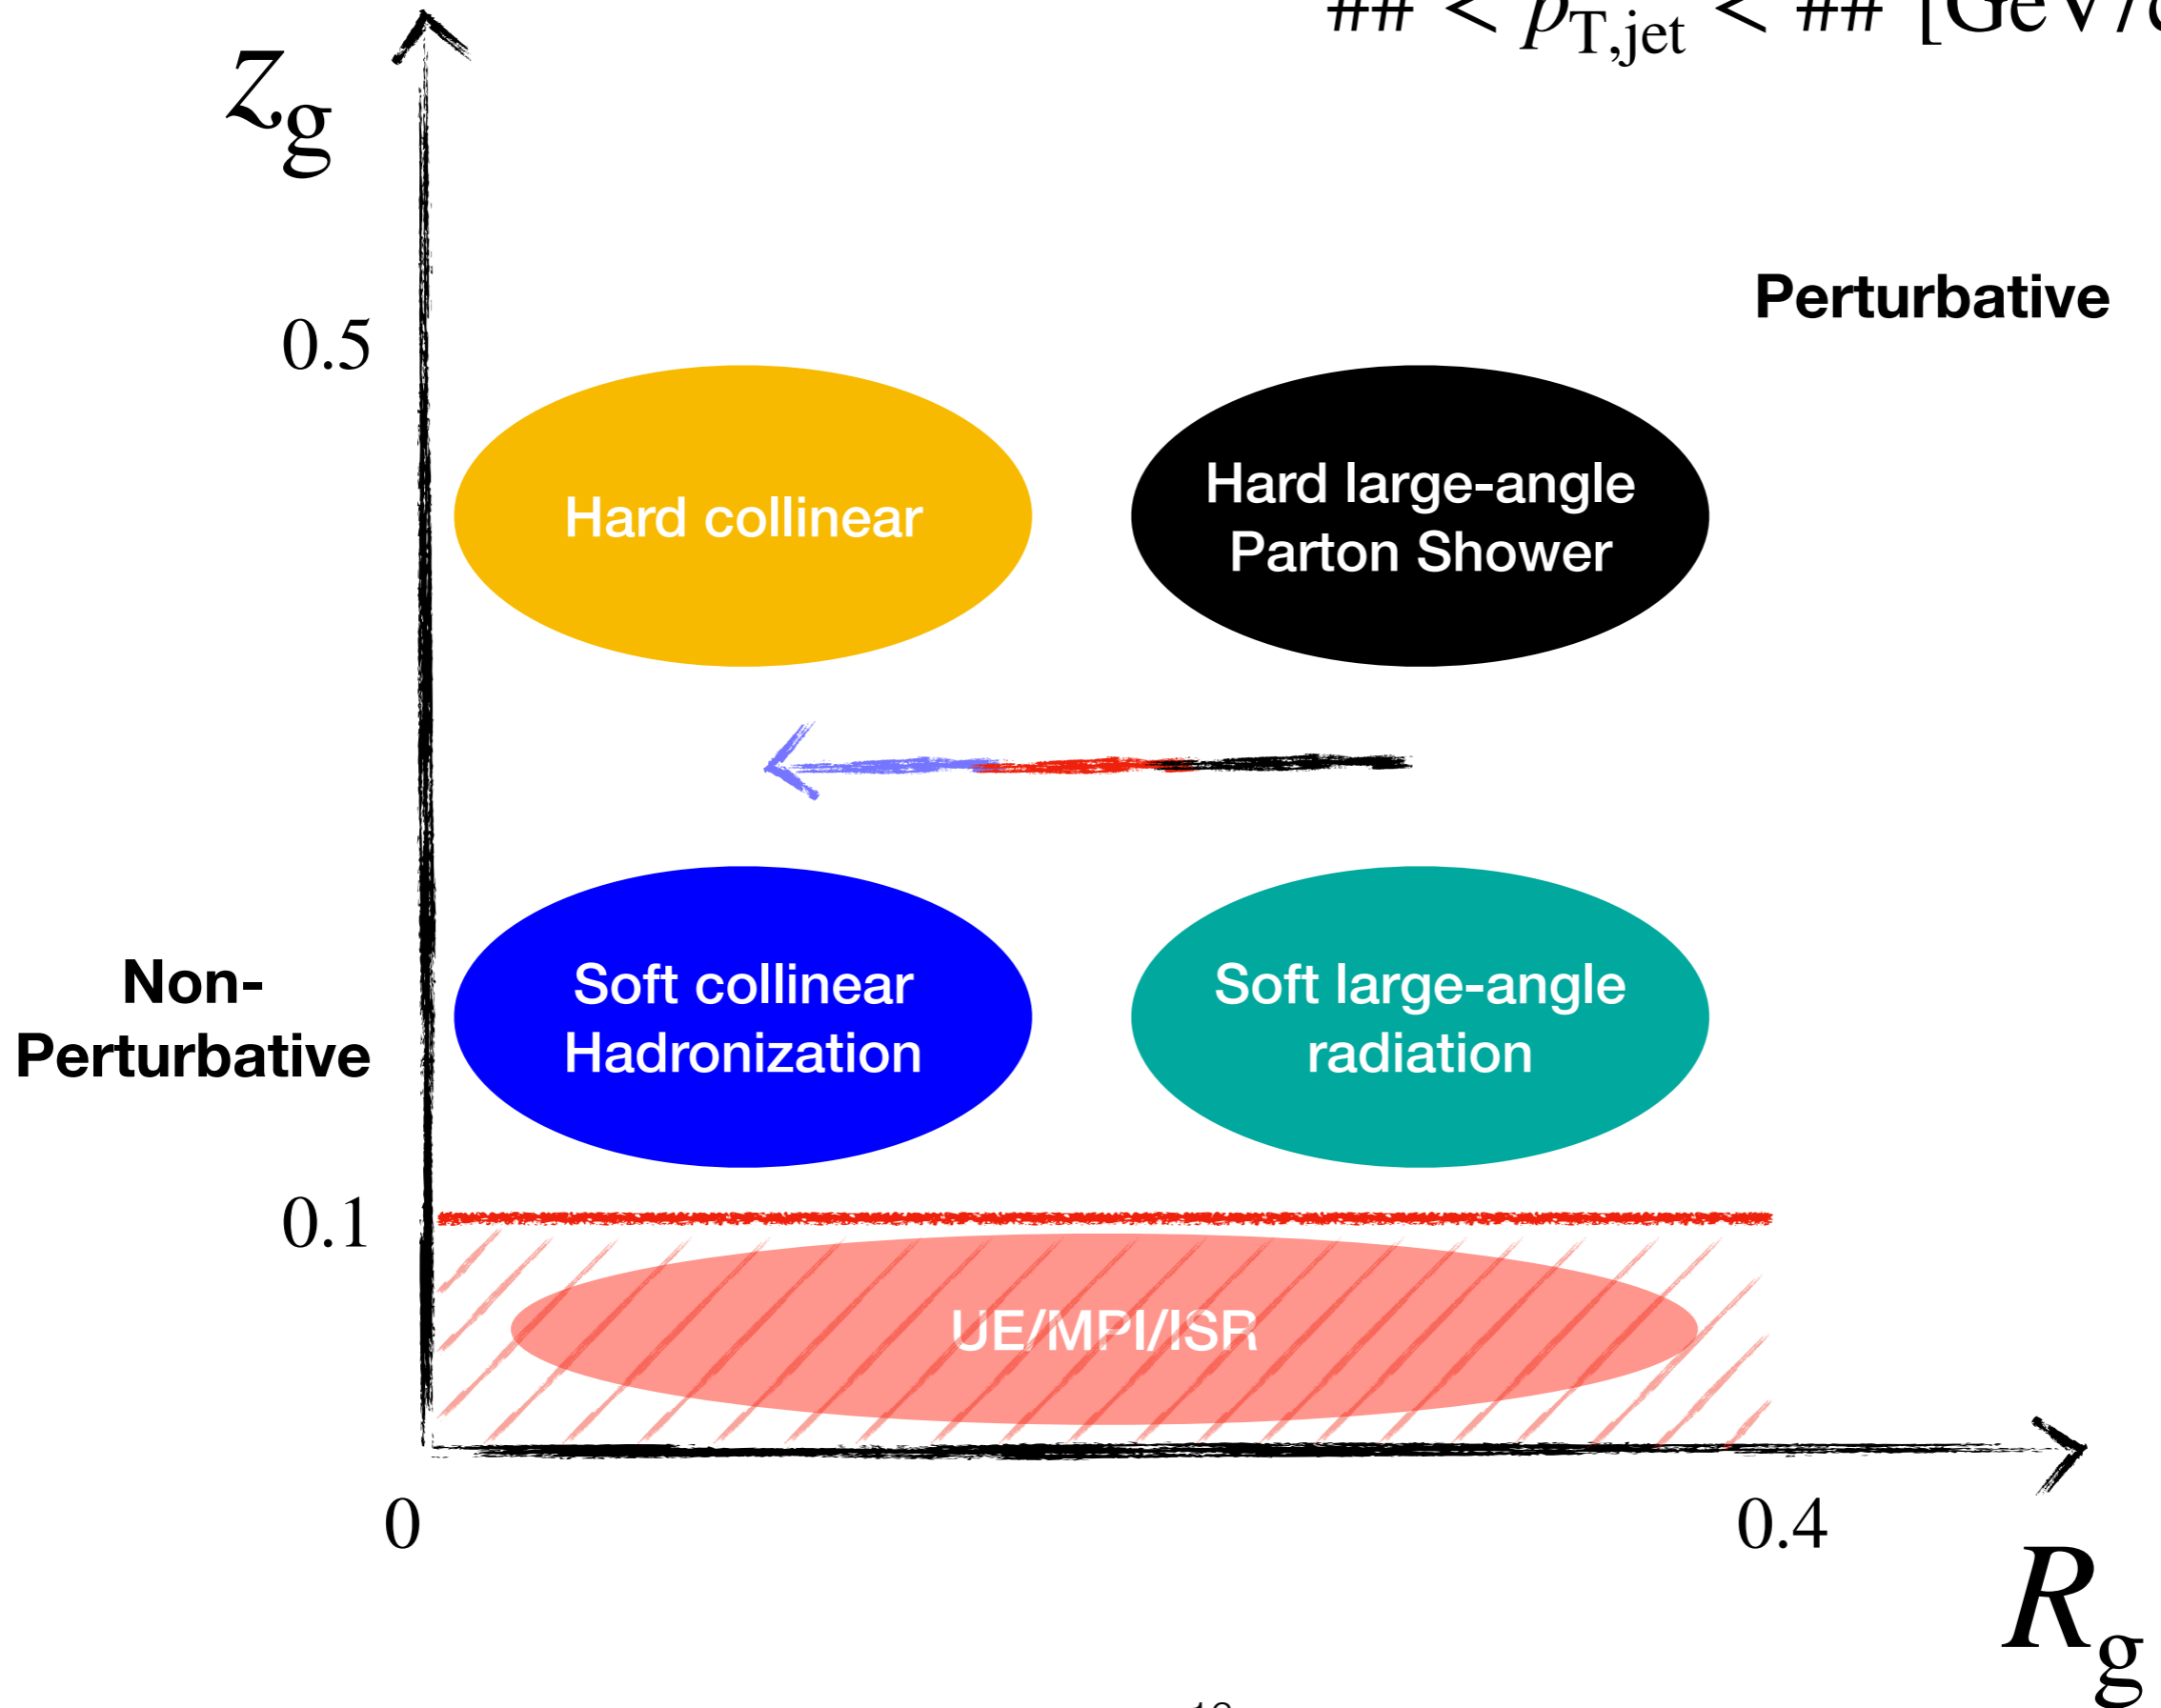 ## < pT,jet < ## [GeV/c
zg
Perturbative
0.5
Hard collinear
Hard large-angle
Parton Shower
Non-
Perturbative
Soft collinear
Hadronization
Soft large-angle
radiation
0.1
UE/MPI/ISR
0
0.4
Rg